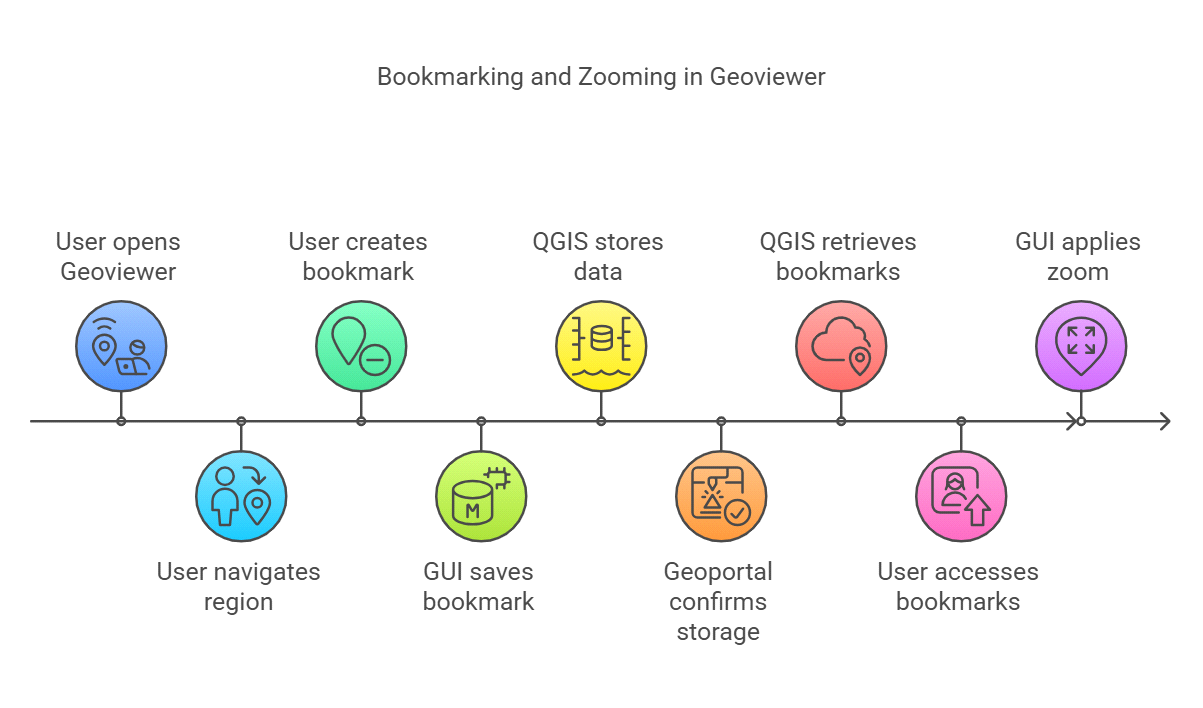 Bookmarking and Zooming in Geoviewer
User opens
Geoviewer
User creates
bookmark
QGIS stores
data
QGIS retrieves
bookmarks
GUI applies
zoom
M
User navigates
region
GUI saves
bookmark
Geoportal
confirms
storage
User accesses
bookmarks